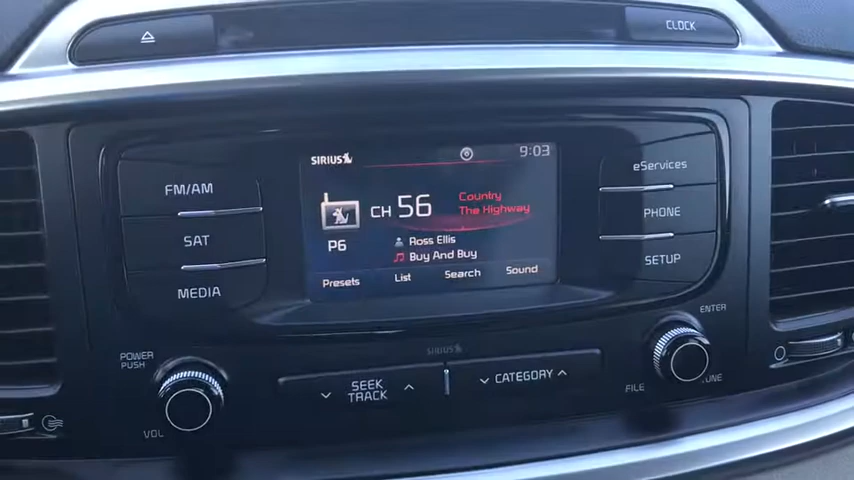 CLOCK
SIRIUS
9:03
FM/AM
SAT
MEDIA
CH 56
Country
The Highway
P6
Ross Ellis
Buy And Buy
Presets
List
Search
Sound
eServices
PHONE
SETUP
SIRIUS
POWER
PUSH
VOL
SEEK
TRACK
CATEGORY
ENTER
FILE
TUNE